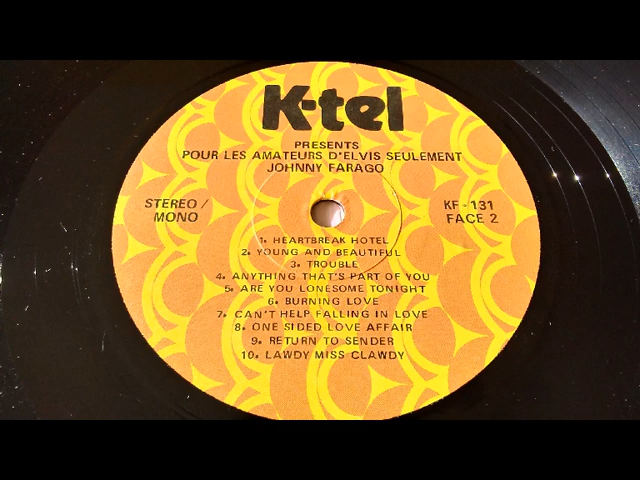 K-tel
PRESENTS
POUR LES AMATEURS D'ELVIS SEULEMENT
JOHNNY FARAGO
STEREO/
MONO
KF-131
FACE 2
1. HEARTBREAK HOTEL
2. YOUNG AND BEAUTIFUL
3. TROUBLE
4. ANYTHING THAT'S PART OF YOU
5. ARE YOU LONESOME TONIGHT
6. BURNING LOVE
7. CAN'T HELP FALLING IN LOVE
8. ONE SIDED LOVE AFFAIR
9. RETURN TO SENDER
10. LAWDY MISS CLAWDY